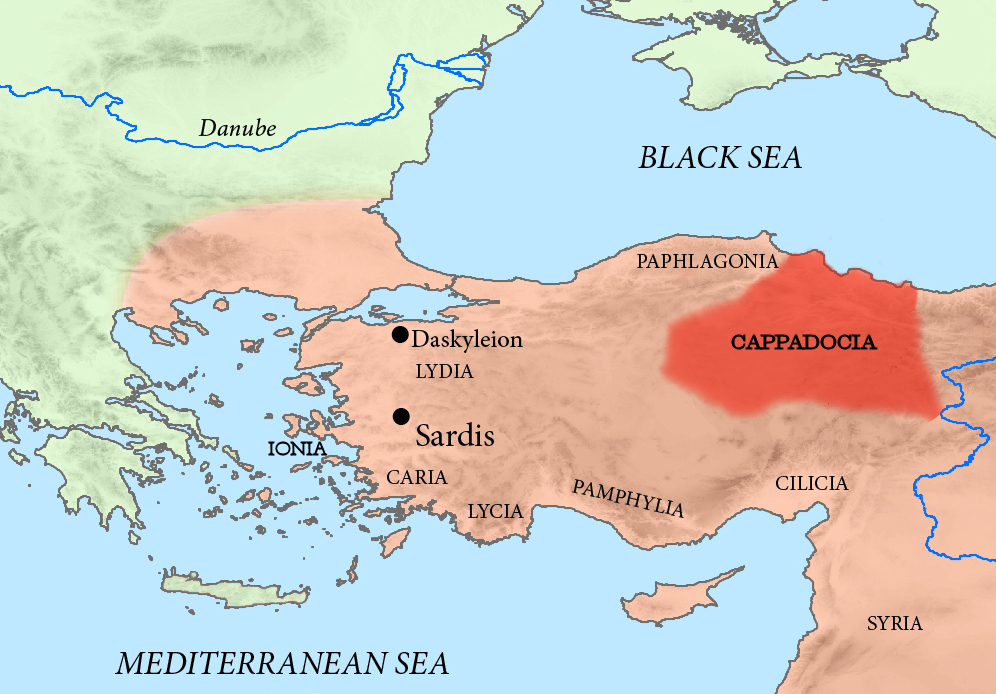 Danube
BLACK SEA
PAPHLAGONIA
Daskyleion
CAPPADOCIA
LYDIA
Sardis
IONIA
CARIA
CILICIA
PAMPHYLIA
LYCIA
SYRIA
MEDITERRANEAN SEA